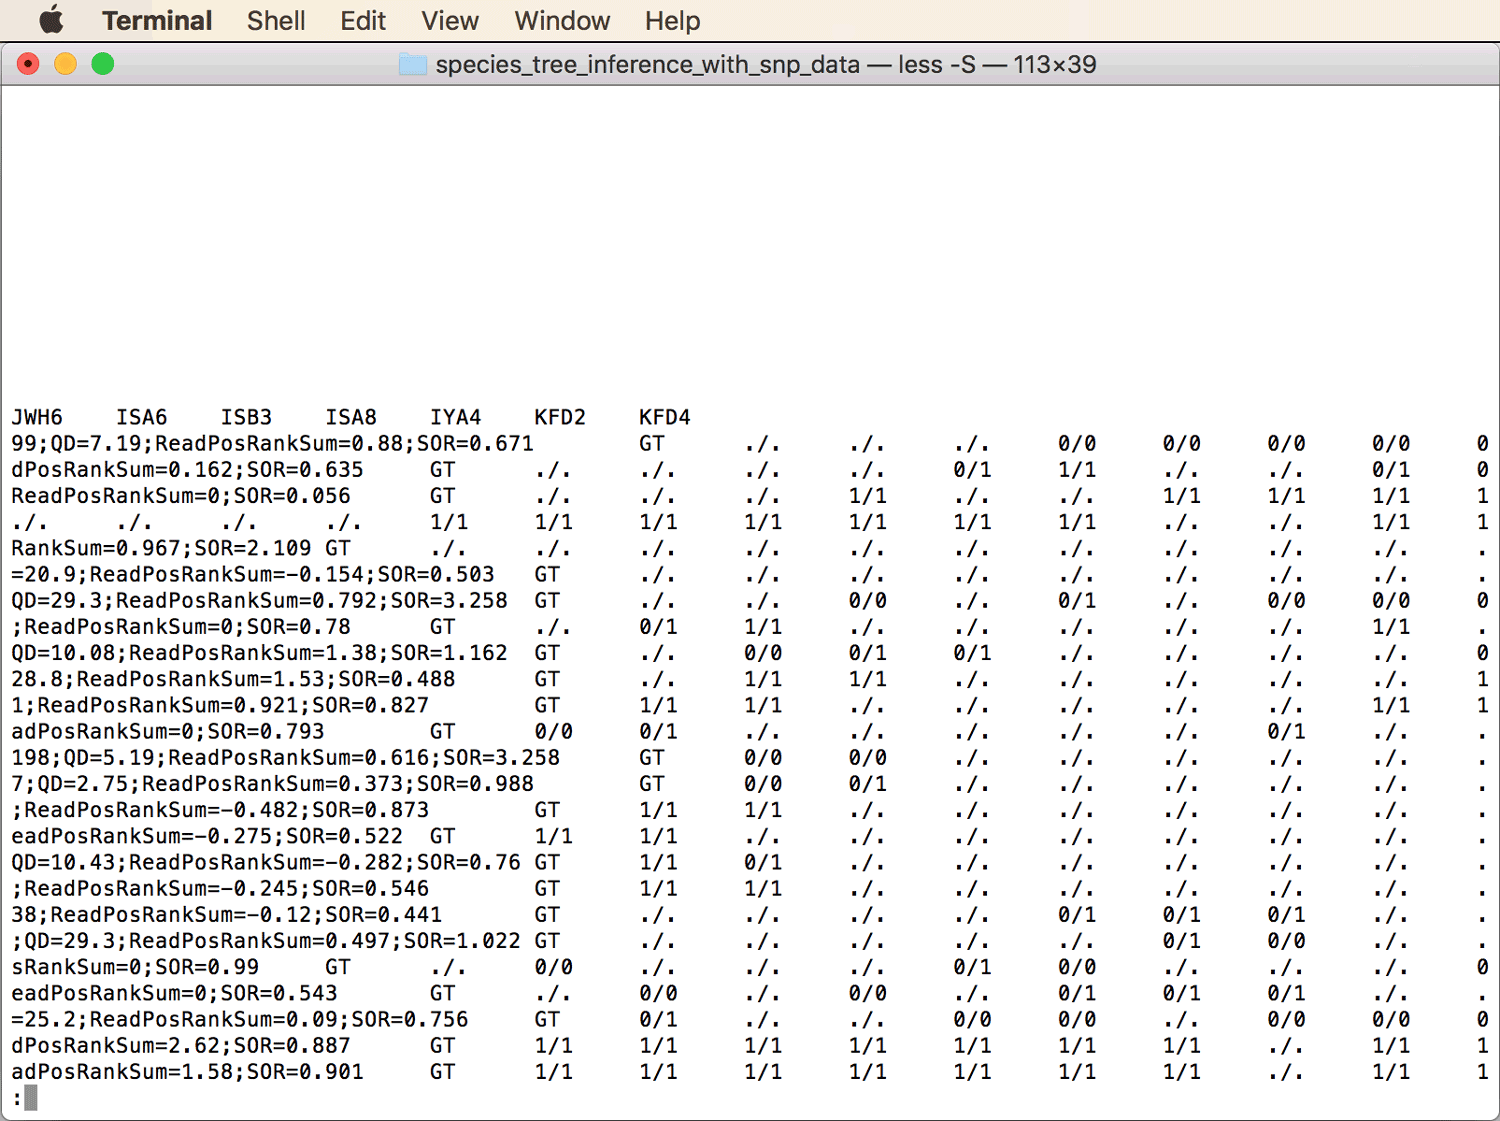 Terminal Shell Edit View Window Help
species_tree_inference_with_snp_data — less -S — 113×39
JWH6 ISA6 ISB3 ISA8 IYA4 KFD2 KFD4
99;QD=7.19;ReadPosRankSum=0.88;SOR=0.671 GT ./. ./. ./. 0/0 0/0 0/0 0/0 0
dPosRankSum=0.162;SOR=0.635 GT ./. ./. ./. ./. 0/1 1/1 ./. ./. 0/1 0
ReadPosRankSum=0;SOR=0.056 GT ./. ./. ./. 1/1 ./. ./. 1/1 1/1 1/1 1
./. ./. ./. ./. 1/1 1/1 1/1 1/1 1/1 1/1 1/1 ./. ./. 1/1 1
RankSum=0.967;SOR=2.109 GT ./. ./. ./. ./. ./. ./. ./. ./. ./. ./. .
=20.9;ReadPosRankSum=-0.154;SOR=0.503 GT ./. ./. ./. ./. ./. ./. ./. ./. .
QD=29.3;ReadPosRankSum=0.792;SOR=3.258 GT ./. ./. 0/0 ./. 0/1 ./. 0/0 0/0 0
;ReadPosRankSum=0;SOR=0.78 GT ./. 0/1 1/1 ./. ./. ./. ./. ./. 1/1 .
QD=10.08;ReadPosRankSum=1.38;SOR=1.162 GT ./. 0/0 0/1 0/1 ./. ./. ./. ./. 0
28.8;ReadPosRankSum=1.53;SOR=0.488 GT ./. 1/1 1/1 ./. ./. ./. ./. ./. 1
1;ReadPosRankSum=0.921;SOR=0.827 GT 1/1 1/1 ./. ./. ./. ./. ./. 1/1 1
adPosRankSum=0;SOR=0.793 GT 0/0 0/1 ./. ./. ./. ./. ./. 0/1 ./. .
198;QD=5.19;ReadPosRankSum=0.616;SOR=3.258 GT 0/0 0/0 ./. ./. ./. ./. ./. .
7;QD=2.75;ReadPosRankSum=0.373;SOR=0.988 GT 0/0 0/1 ./. ./. ./. ./. ./. .
;ReadPosRankSum=-0.482;SOR=0.873 GT 1/1 1/1 ./. ./. ./. ./. ./. ./. .
eadPosRankSum=-0.275;SOR=0.522 GT 1/1 1/1 ./. ./. ./. ./. ./. ./. ./. .
QD=10.43;ReadPosRankSum=-0.282;SOR=0.76 GT 1/1 0/1 ./. ./. ./. ./. ./. ./. .
;ReadPosRankSum=-0.245;SOR=0.546 GT 1/1 1/1 ./. ./. ./. ./. ./. ./. .
38;ReadPosRankSum=-0.12;SOR=0.441 GT ./. ./. ./. ./. 0/1 0/1 0/1 ./. .
;QD=29.3;ReadPosRankSum=0.497;SOR=1.022 GT ./. ./. ./. ./. ./. 0/1 0/0 ./. .
sRankSum=0;SOR=0.99 GT ./. 0/0 ./. ./. ./. 0/1 0/0 ./. ./. ./. 0
eadPosRankSum=0;SOR=0.543 GT ./. 0/0 ./. 0/0 ./. 0/1 0/1 0/1 ./. .
=25.2;ReadPosRankSum=0.09;SOR=0.756 GT 0/1 ./. ./. 0/0 0/0 ./. 0/0 0/0 0
dPosRankSum=2.62;SOR=0.887 GT 1/1 1/1 1/1 1/1 1/1 1/1 1/1 ./. 1/1 1
adPosRankSum=1.58;SOR=0.901 GT 1/1 1/1 1/1 1/1 1/1 1/1 1/1 ./. 1/1 1
: